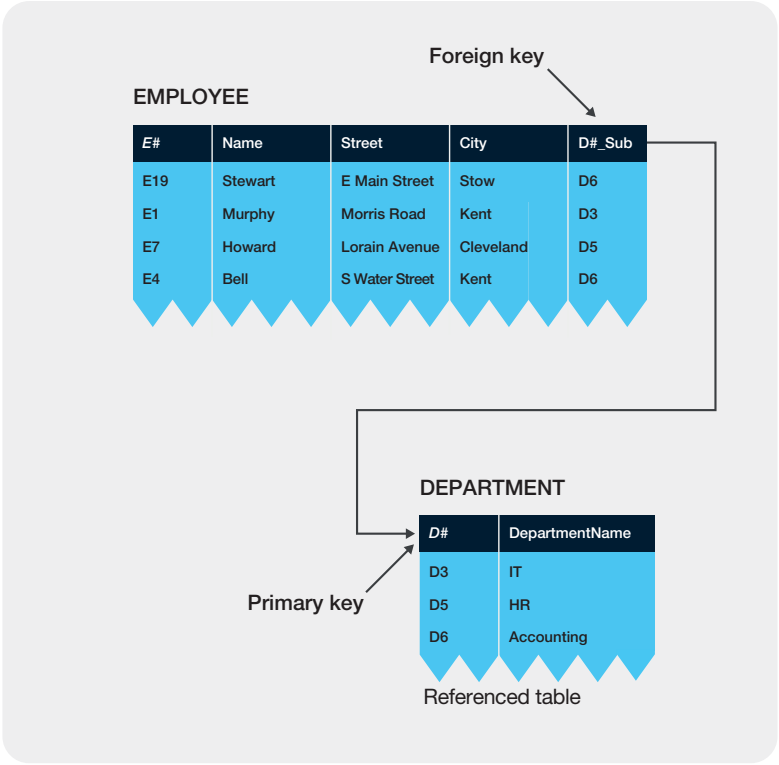 Foreign key
EMPLOYEE
E# Name Street City D#_Sub
E19 Stewart E Main Street Stow D6
E1 Murphy Morris Road Kent D3
E7 Howard Lorain Avenue Cleveland D5
E4 Bell S Water Street Kent D6
DEPARTMENT
D# DepartmentName
D3 IT
D5 HR
D6 Accounting
Primary key
Referenced table